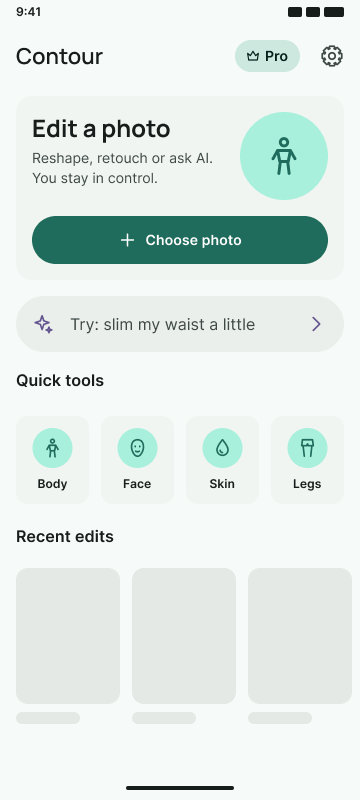 9:41
Contour
Pro
Edit a photo
Reshape, retouch or ask AI.
You stay in control.
Choose photo
Try: slim my waist a little
Quick tools
Body
Face
Skin
Legs
Recent edits